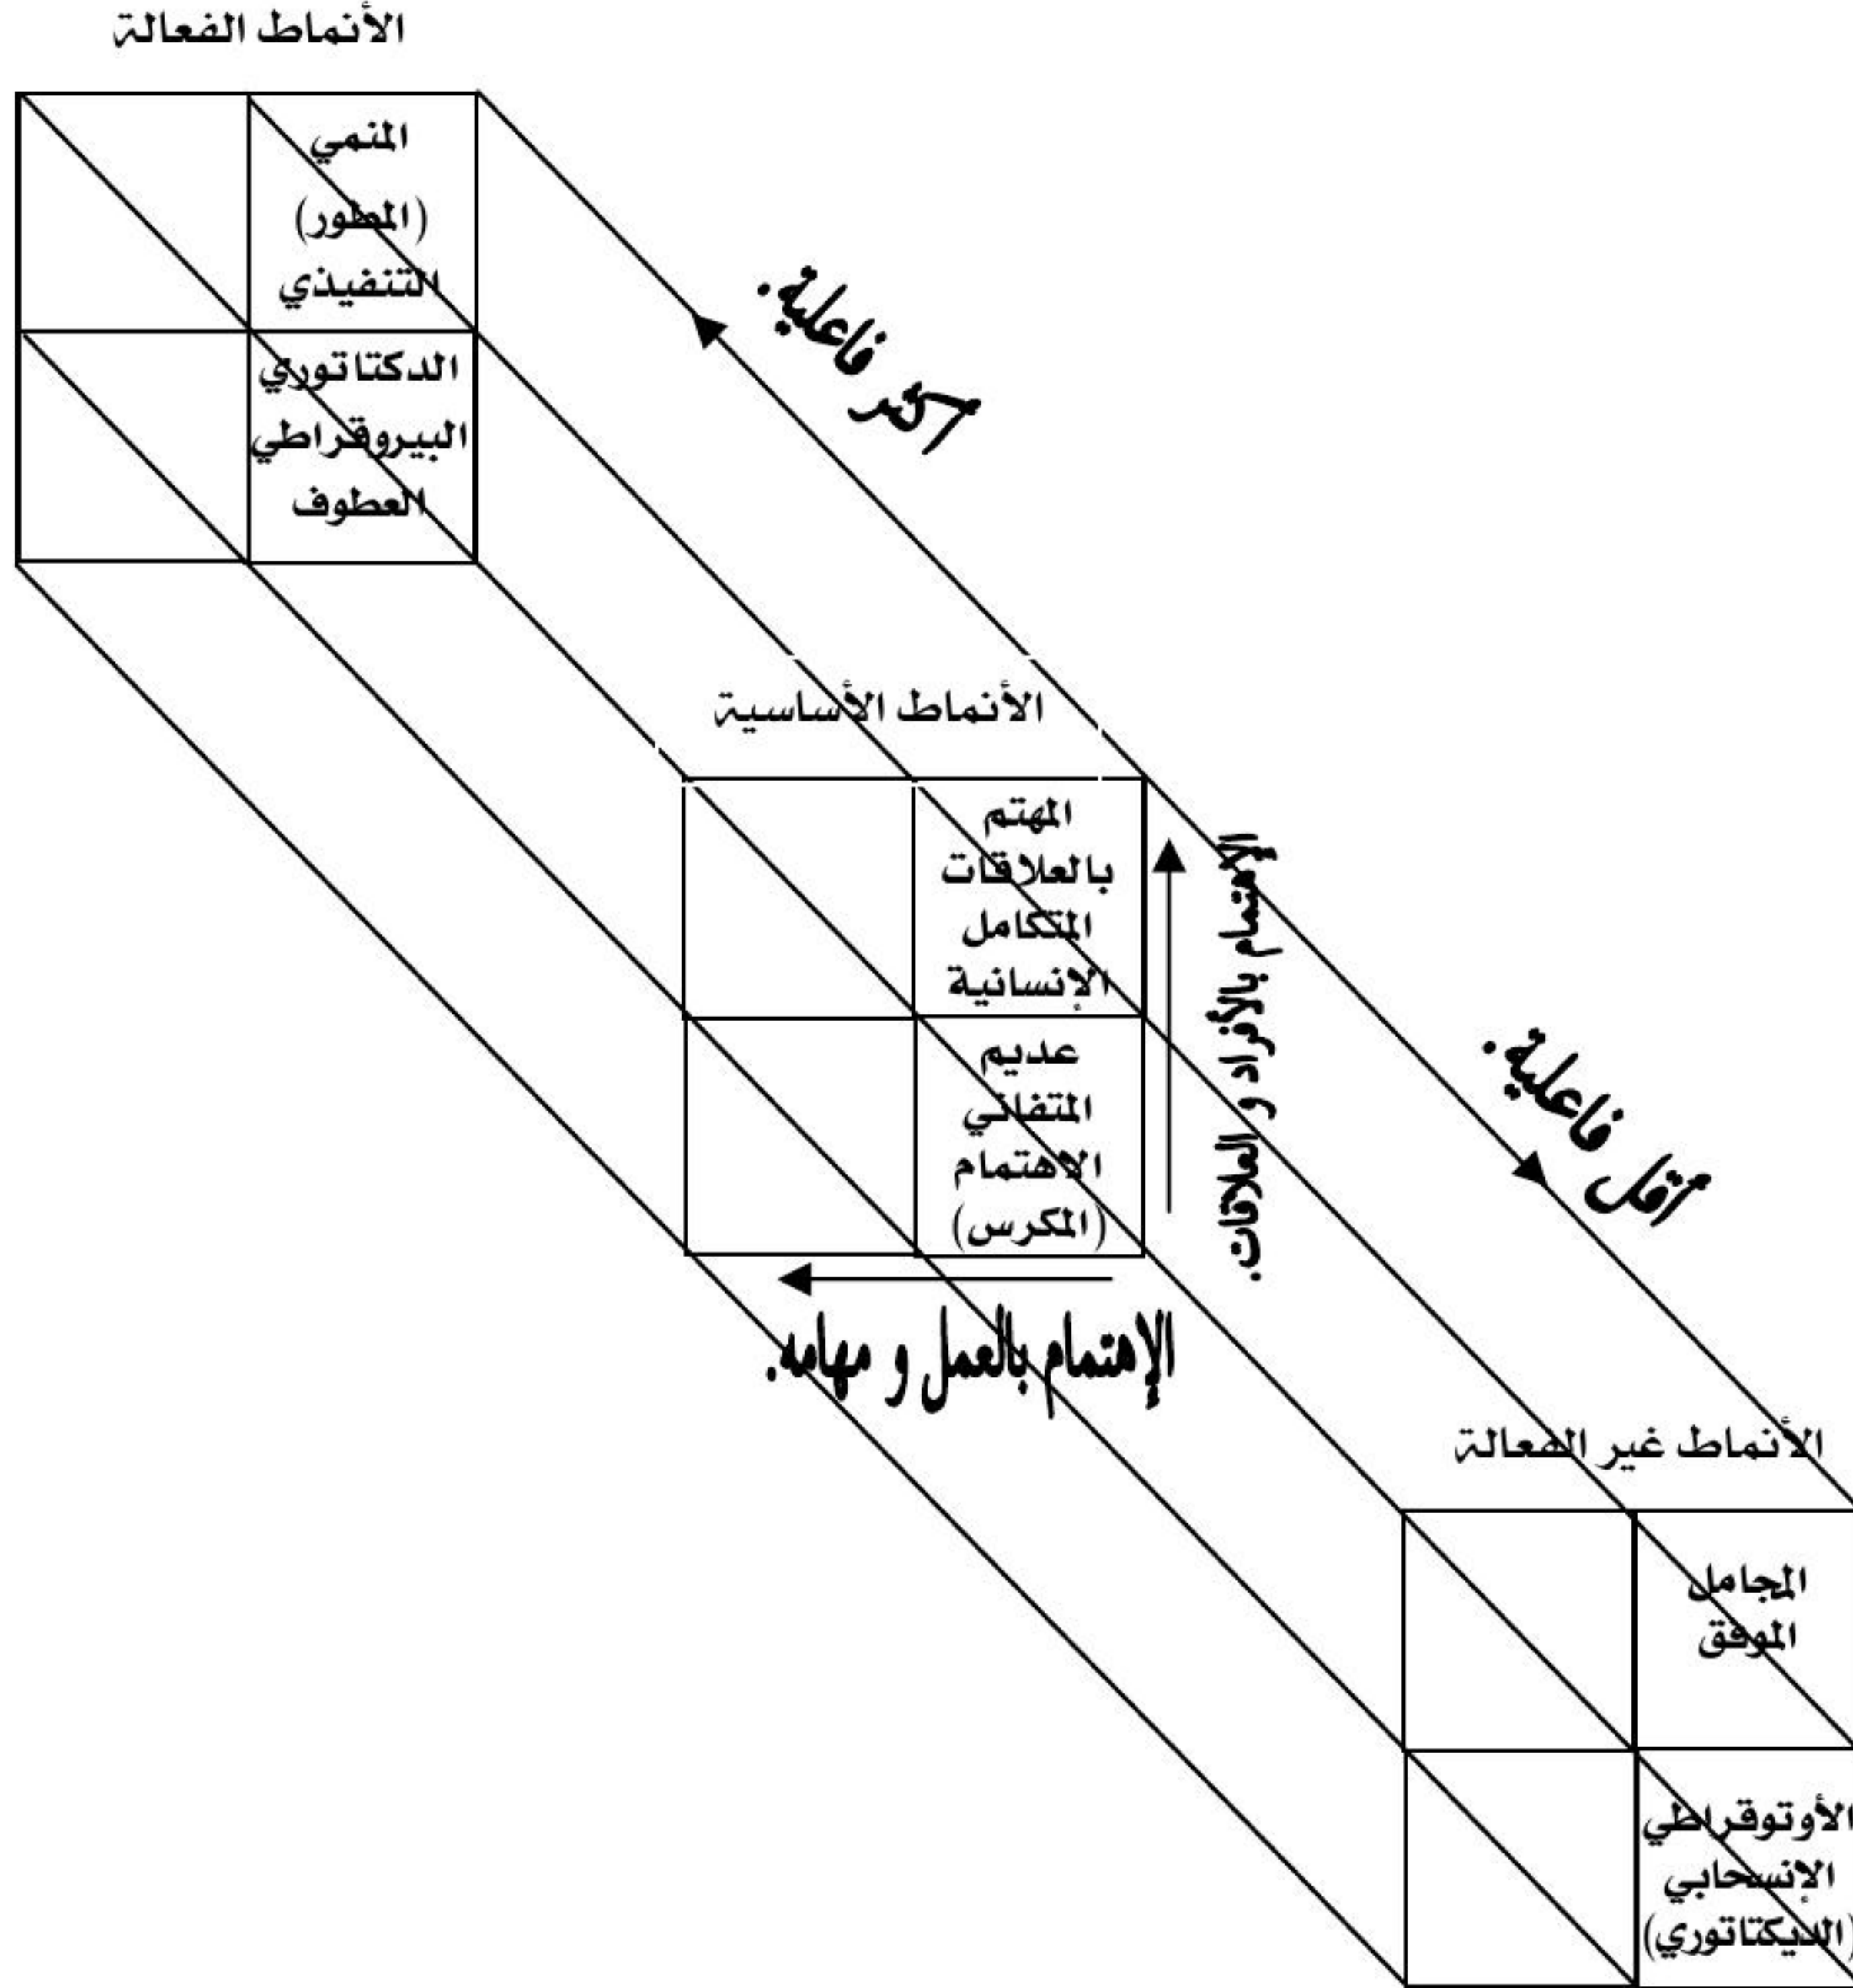 الأنماط الفعالة
المنمي
(المطور)
التنفيذي
الدكتاتوري
البيروقراطي
العطوف
أكثر فاعلية.
الأنماط الأساسية
المهتم
بالعلاقات
المتكامل
الإنسانية
عديم
المتفاني
الاهتمام
(المكرس)
الإهتمام بالأفراد و العلاقات.
الإهتمام بالعمل و مهامه.
أقل فاعلية.
الأنماط غير الفعالة
المجامل
الموفق
الأوتوقراطي
الإنسحابي
(الديكتاتوري)